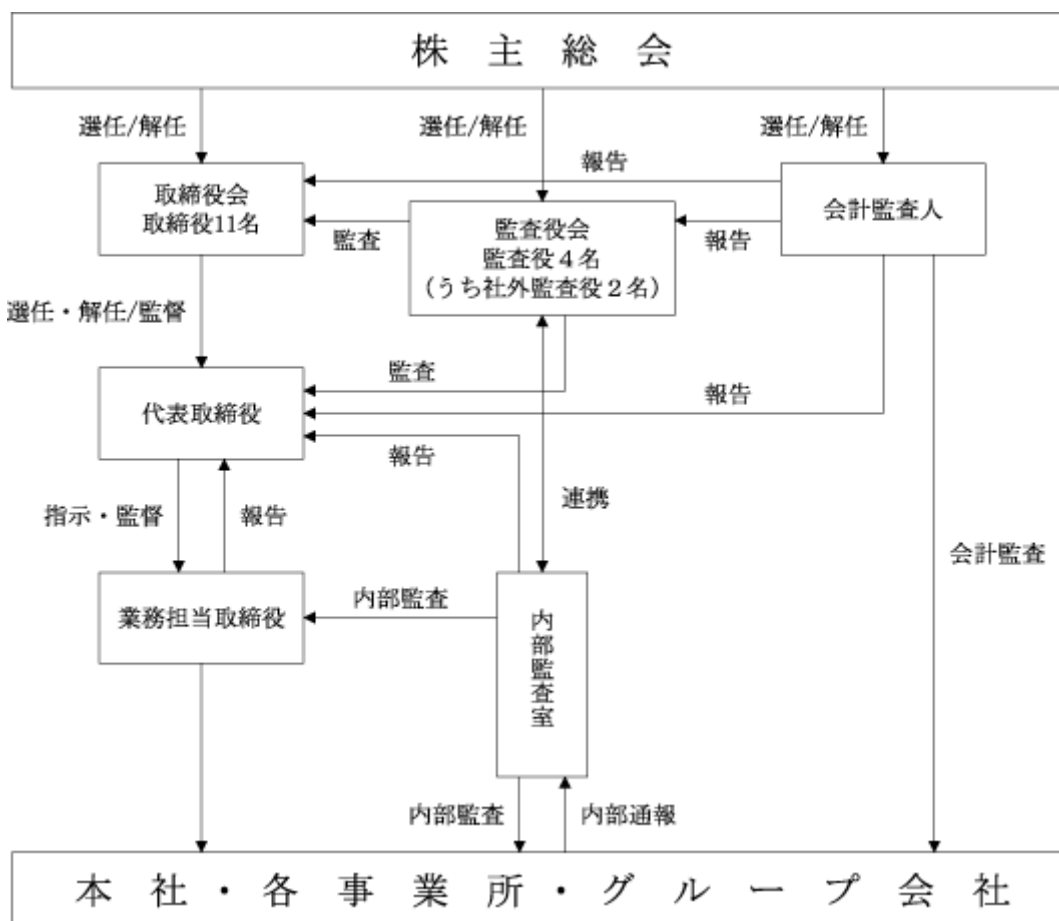 株主総会
選任/解任
選任/解任
選任/解任
報告
取締役会
取締役11名
会計監査人
監査
監査役会
監査役4名
(うち社外監査役2名)
報告
選任・解任/監督
監査
代表取締役
報告
報告
連携
指示・監督
報告
会計監査
内部監査
業務担当取締役
内部監査室
内部監査
内部通報
本社・各事業所・グループ会社